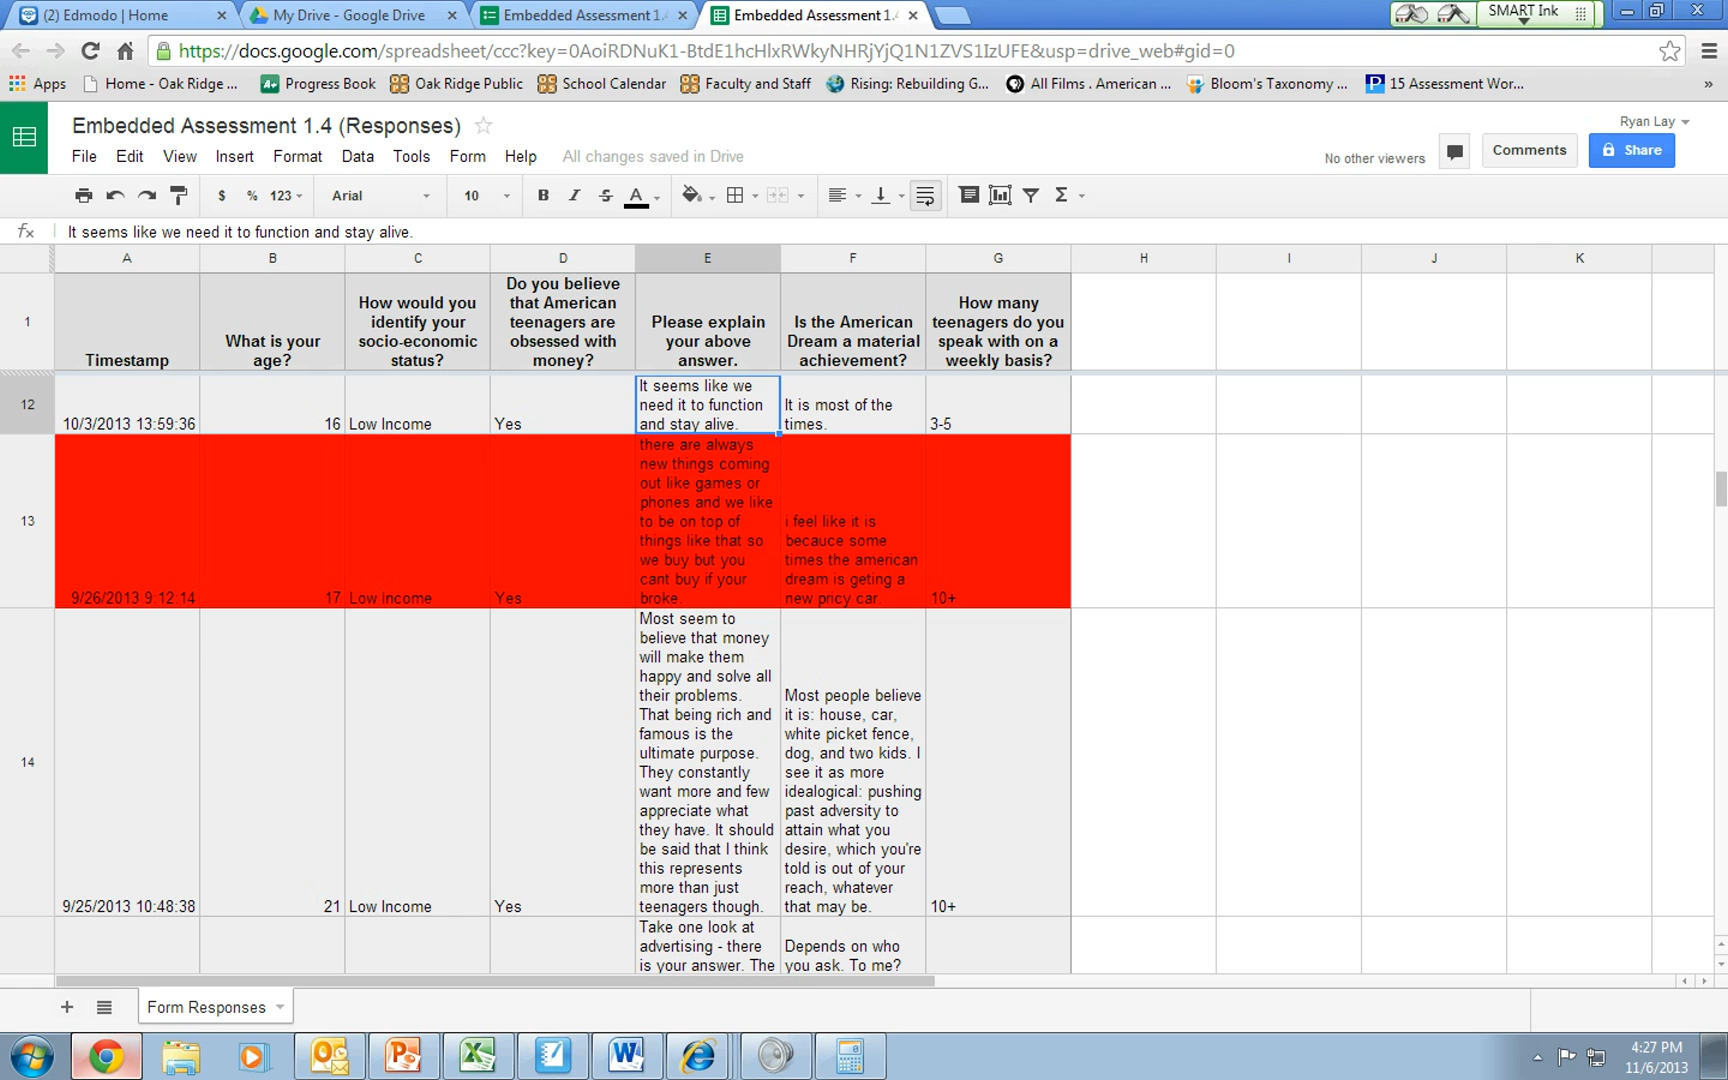 (2) Edmodo | Home
My Drive - Google Drive
Embedded Assessment 1.
Embedded Assessment 1.4
SMART Ink
https://docs.google.com/spreadsheet/ccc?key=0AoiRDNuK1-BtdE1hcHlxRWkyNHRjYjQ1N1ZVS1IzUFE&usp=drive_web#gid=0
Apps
Home - Oak Ridge ...
Progress Book
Oak Ridge Public
School Calendar
Faculty and Staff
Rising: Rebuilding G...
All Films . American ...
Bloom's Taxonomy ...
15 Assessment Wor...
»
Embedded Assessment 1.4 (Responses)
Ryan Lay
File Edit View Insert Format Data Tools Form Help All changes saved in Drive
No other viewers
Comments
Share
$ % 123 Arial 10 B I S A Σ
fx It seems like we need it to function and stay alive.
A B C D E F G H I J K
1
Timestamp
What is your
age?
How would you
identify your
socio-economic
status?
Do you believe
that American
teenagers are
obsessed with
money?
Please explain
your above
answer.
Is the American
Dream a material
achievement?
How many
teenagers do you
speak with on a
weekly basis?
12
10/3/2013 13:59:36
16
Low Income
Yes
It seems like we
need it to function
and stay alive.
It is most of the
times.
3-5
13
9/26/2013 9:12:14
17
Low Income
Yes
there are always
new things coming
out like games or
phones and we like
to be on top of
things like that so
we buy but you
cant buy if your
broke.
i feel like it is
becauce some
times the american
dream is geting a
new pricy car.
10+
14
9/25/2013 10:48:38
21
Low Income
Yes
Most seem to
believe that money
will make them
happy and solve all
their problems.
That being rich and
famous is the
ultimate purpose.
They constantly
want more and few
appreciate what
they have. It should
be said that I think
this represents
more than just
teenagers though.
Most people believe
it is: house, car,
white picket fence,
dog, and two kids. I
see it as more
idealogical: pushing
past adversity to
attain what you
desire, which you're
told is out of your
reach, whatever
that may be.
10+
Take one look at
advertising - there
is your answer. The
Depends on who
you ask. To me?
Form Responses
4:27 PM
11/6/2013